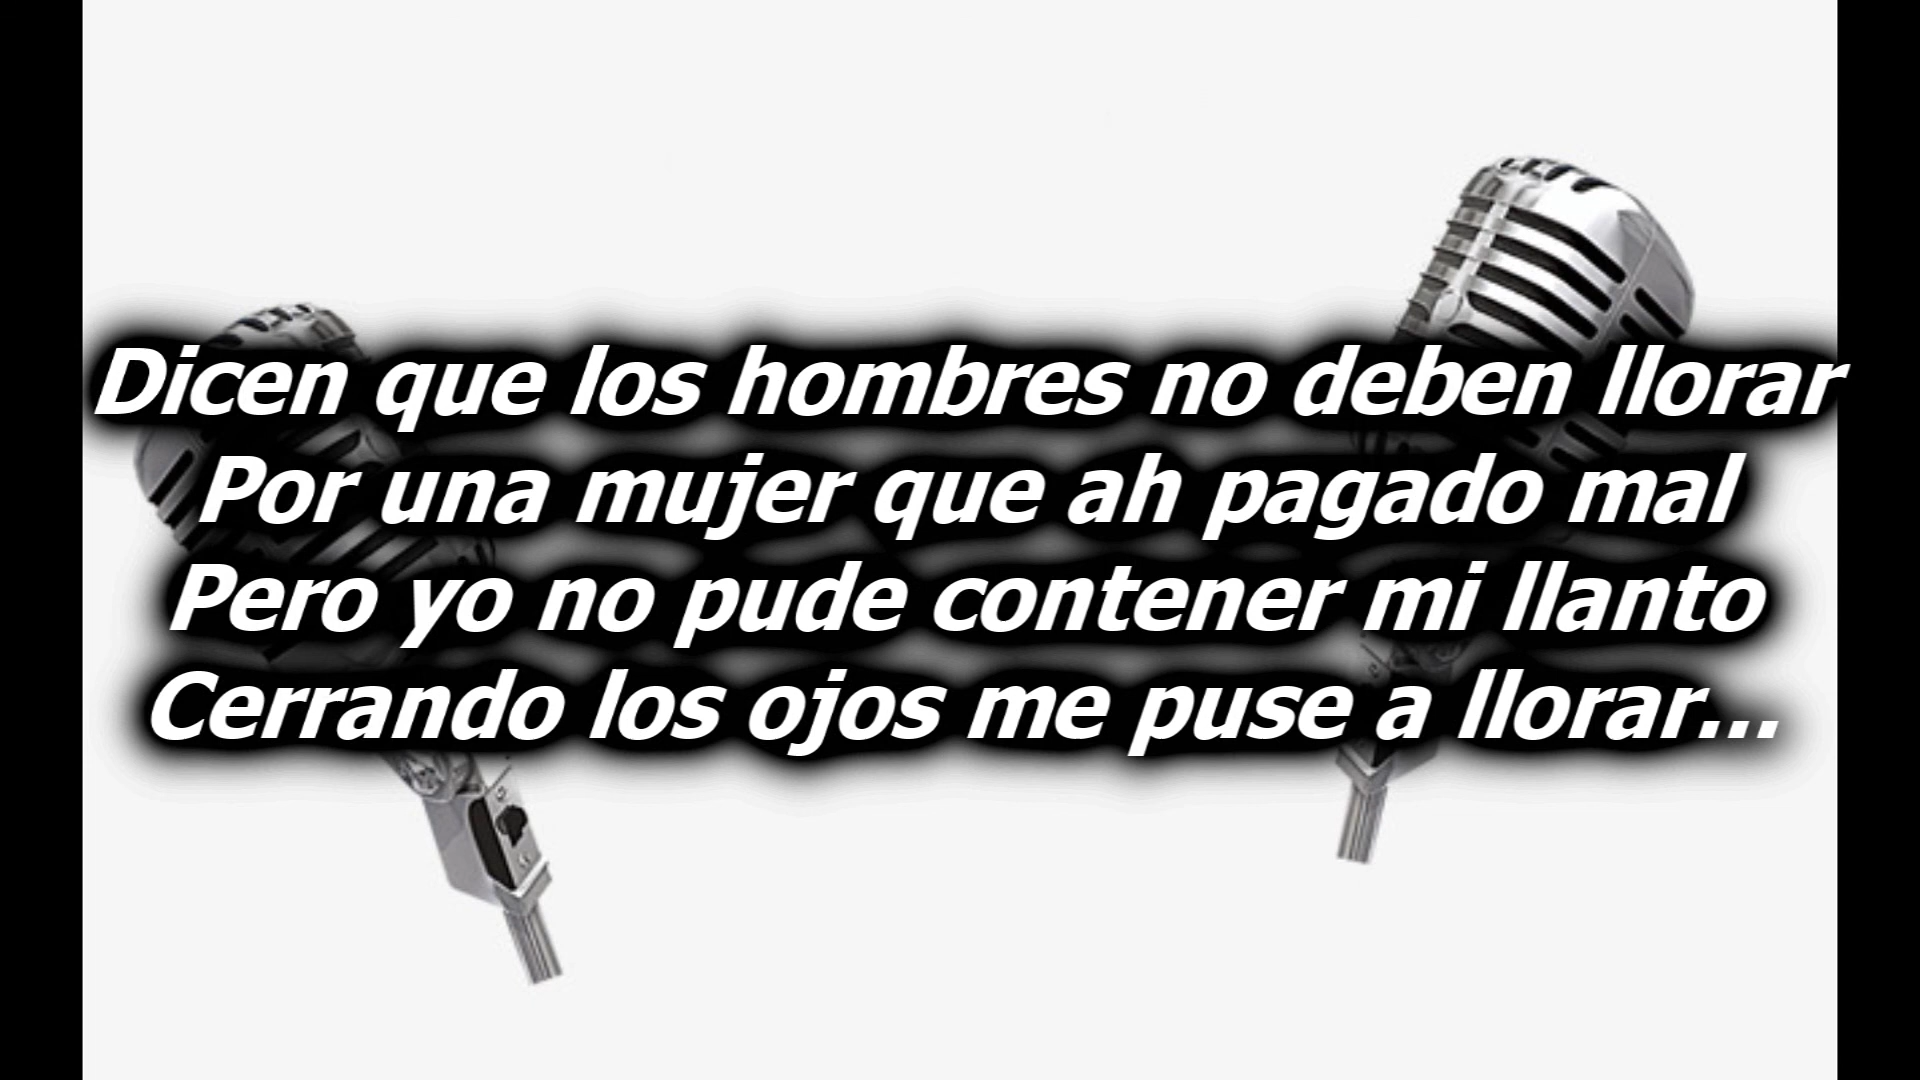 Dicen que los hombres no deben llorar
Por una mujer que ah pagado mal
Pero yo no pude contener mi llanto
Cerrando los ojos me puse a llorar...